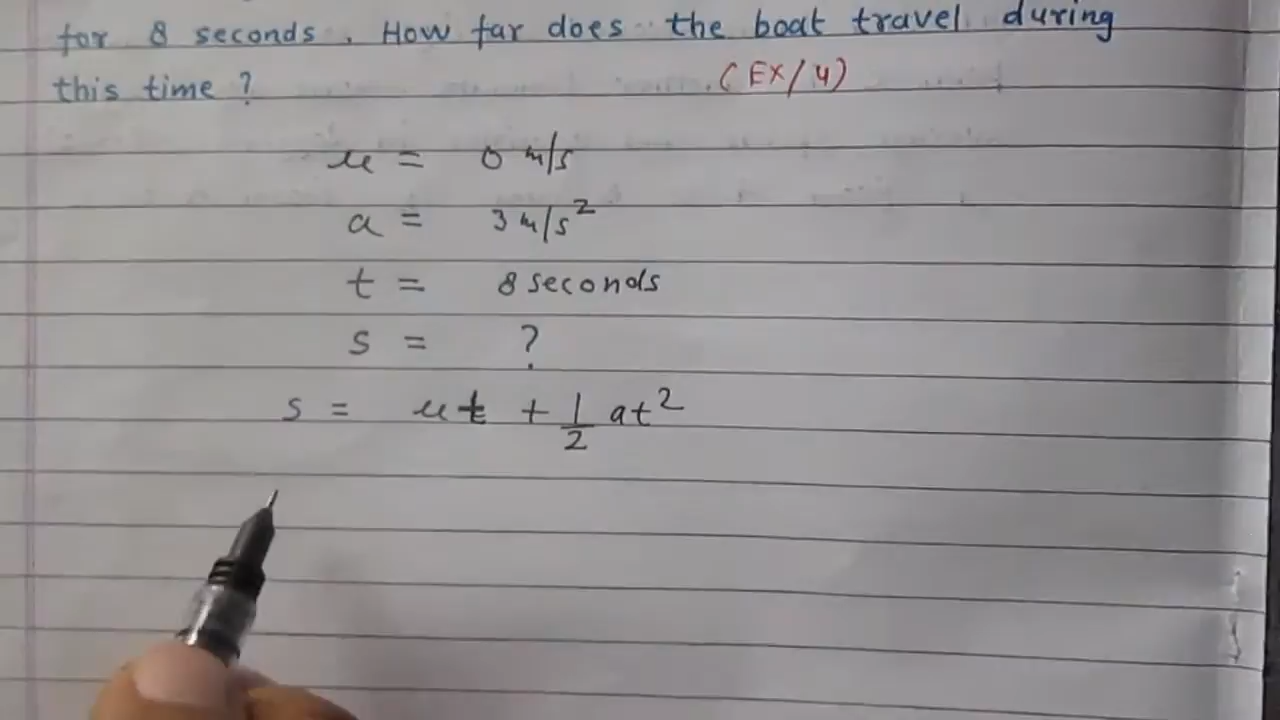 for 8 seconds. How far does the boat travel during
this time ?
(EX/4)
u = 0 m/s
a = 3 m/s²
t = 8 seconds
s = ?
s = ut + 1/2 at²